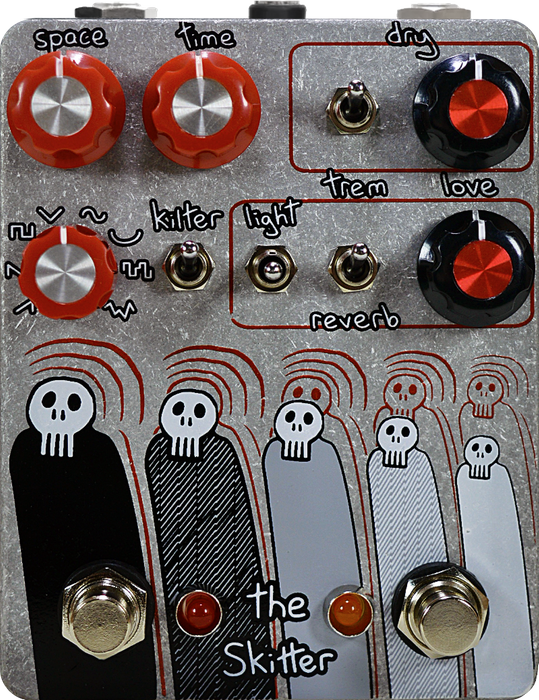 space time dry
trem love
kilter light
reverb
the
Skitter